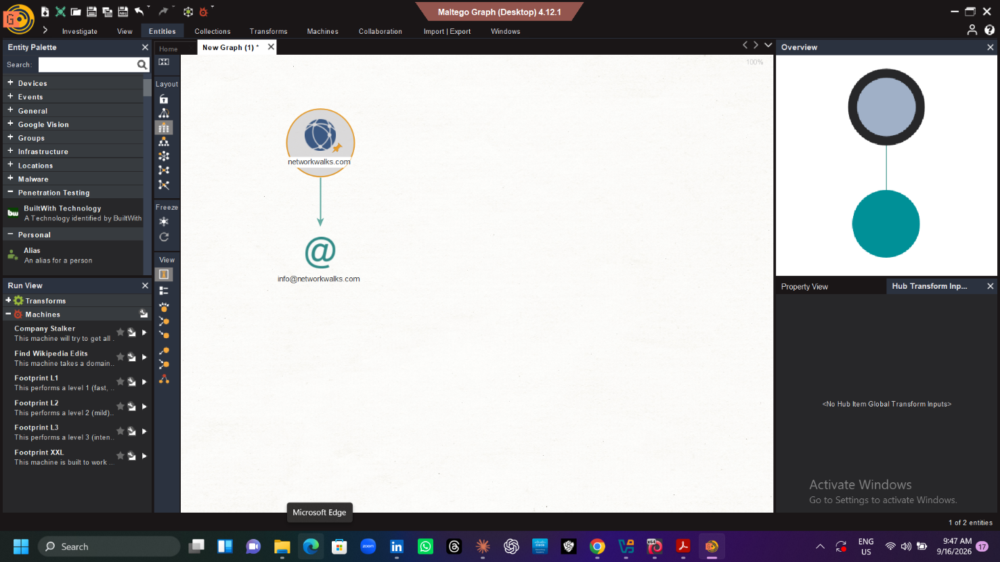 Maltego Graph (Desktop) 4.12.1
Investigate View Entities Collections Transforms Machines Collaboration Import | Export Windows
Entity Palette
Search:
+ Devices
+ Events
+ General
+ Google Vision
+ Groups
+ Infrastructure
+ Locations
+ Malware
− Penetration Testing
bw BuiltWith Technology
A Technology identified by BuiltWith
− Personal
Alias
An alias for a person
Run View
+ Transforms
− Machines
Company Stalker
This machine will try to get all ..
Find Wikipedia Edits
This machine takes a domain..
Footprint L1
This performs a level 1 (fast, ..
Footprint L2
This performs a level 2 (mild)..
Footprint L3
This performs a level 3 (inten..
Footprint XXL
This machine is built to work ...
Home
New Graph (1) *
Layout
Freeze
View
100%
networkwalks.com
@
info@networkwalks.com
Overview
Property View
Hub Transform Inp...
<No Hub Item Global Transform Inputs>
Activate Windows
Go to Settings to activate Windows.
1 of 2 entities
Microsoft Edge
Search
zoom
in
x64
ENG
US
9:47 AM
9/16/2026
17